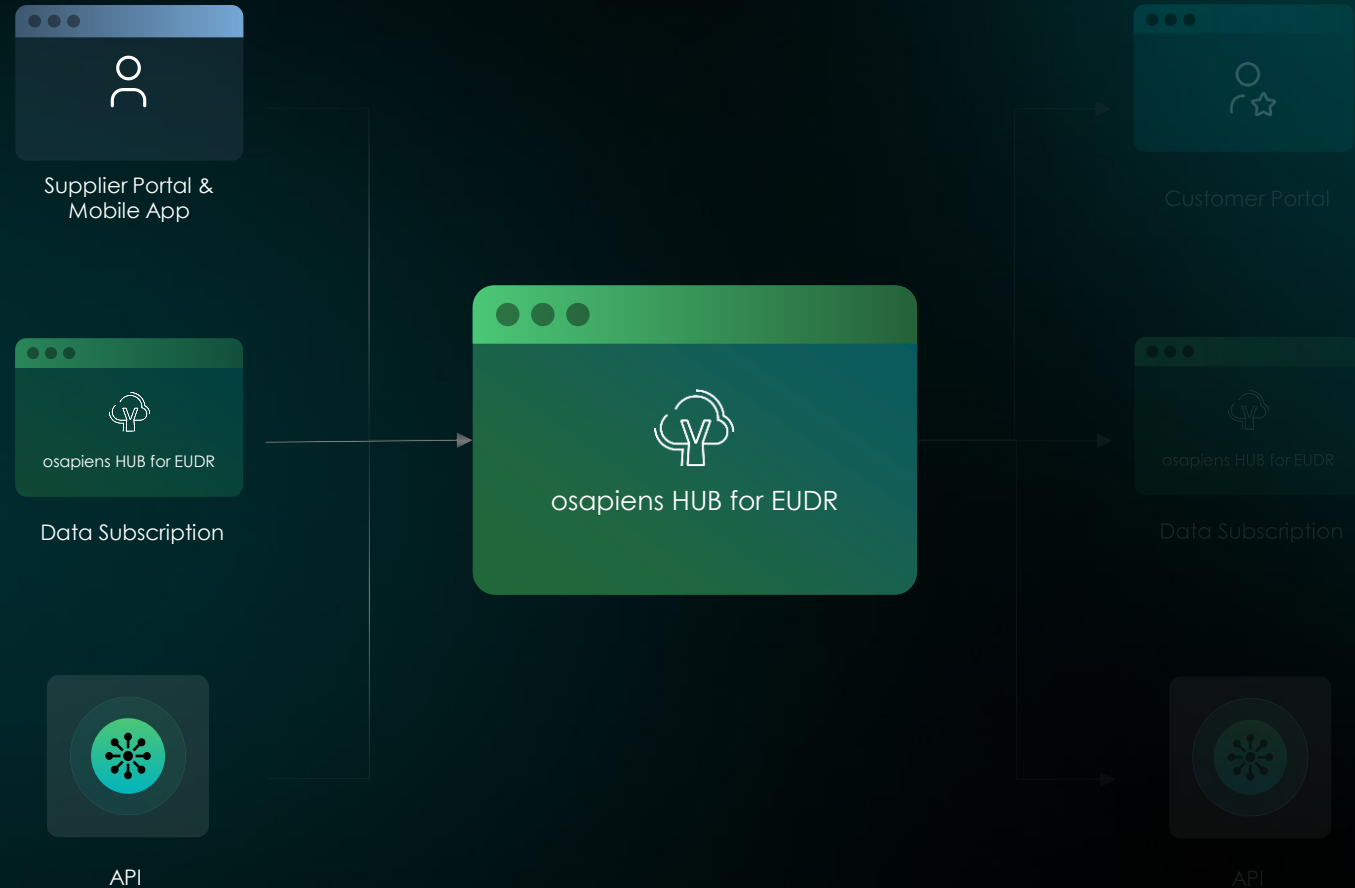 Supplier Portal &
Mobile App
osapiens HUB for EUDR
Data Subscription
API
osapiens HUB for EUDR
Customer Portal
osapiens HUB for EUDR
Data Subscription
API